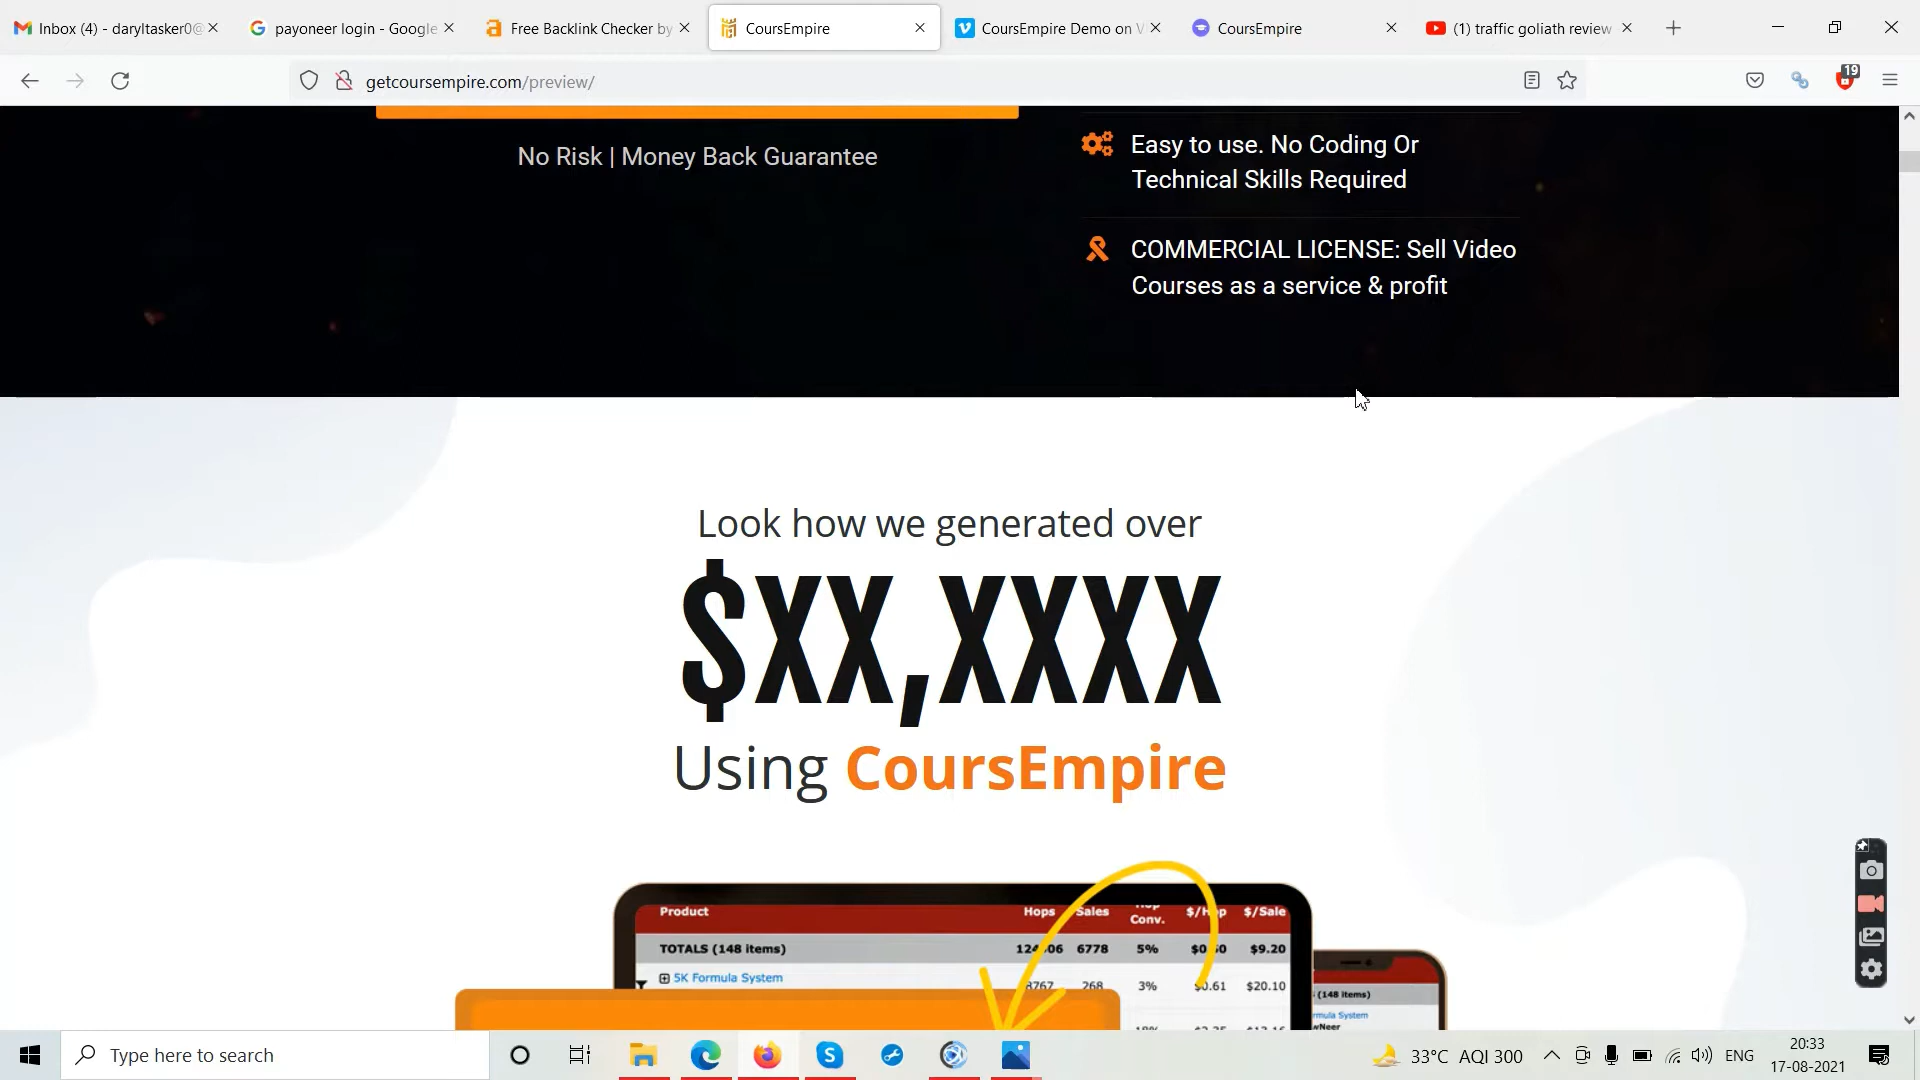 Inbox (4) - daryltasker0@
payoneer login - Google
Free Backlink Checker by
CoursEmpire
CoursEmpire Demo on V
CoursEmpire
(1) traffic goliath review
getcoursempire.com/preview/
19
No Risk | Money Back Guarantee
Easy to use. No Coding Or
Technical Skills Required
COMMERCIAL LICENSE: Sell Video
Courses as a service & profit
Look how we generated over
$XX,XXXX
Using CoursEmpire
Product Hops Sales Conv. $/Hop $/Sale
TOTALS (148 items) 6778 5% $9.20
5K Formula System 268 3% $0.61 $20.10
(148 items)
mula System
Type here to search
33°C AQI 300
ENG
20:33
17-08-2021